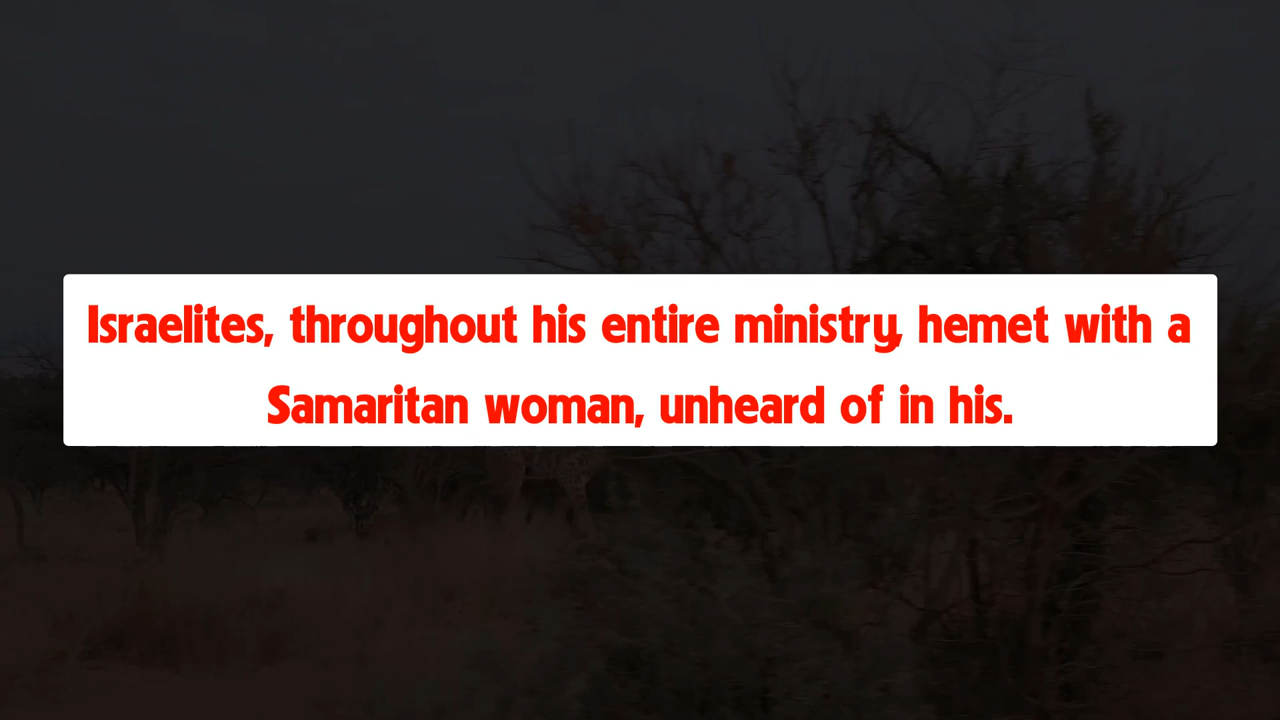 Israelites, throughout his entire ministry, hemet with a
Samaritan woman, unheard of in his.